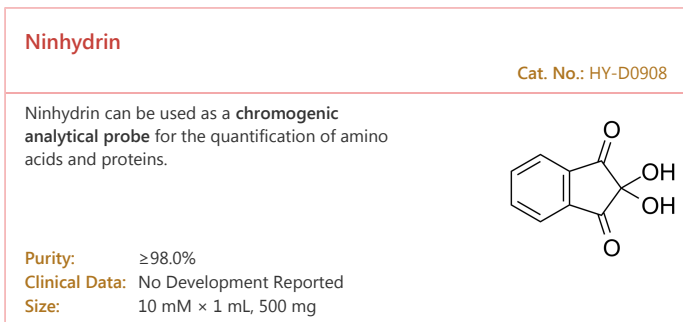 Ninhydrin
Cat. No.: HY-D0908
Ninhydrin can be used as a chromogenic
analytical probe for the quantification of amino
acids and proteins.
O
OH
OH
O
Purity: ≥98.0%
Clinical Data: No Development Reported
Size: 10 mM × 1 mL, 500 mg